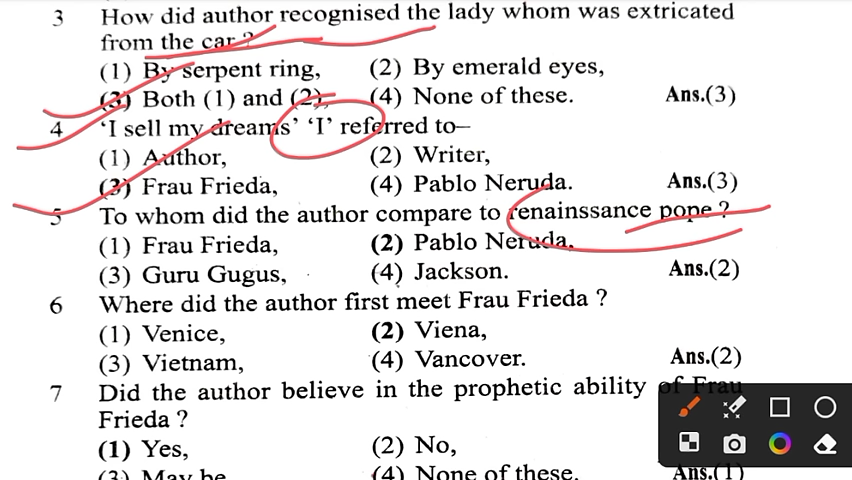 3 How did author recognised the lady whom was extricated
from the car ?
(1) By serpent ring, (2) By emerald eyes,
(3) Both (1) and (2), (4) None of these. Ans.(3)
4 'I sell my dreams' 'I' referred to–
(1) Author, (2) Writer,
(3) Frau Frieda, (4) Pablo Neruda. Ans.(3)
5 To whom did the author compare to renainssance pope ?
(1) Frau Frieda, (2) Pablo Neruda,
(3) Guru Gugus, (4) Jackson. Ans.(2)
6 Where did the author first meet Frau Frieda ?
(1) Venice, (2) Viena,
(3) Vietnam, (4) Vancover. Ans.(2)
7 Did the author believe in the prophetic ability of Frau
Frieda ?
(1) Yes, (2) No,
(3) May be (4) None of these. Ans.(1)